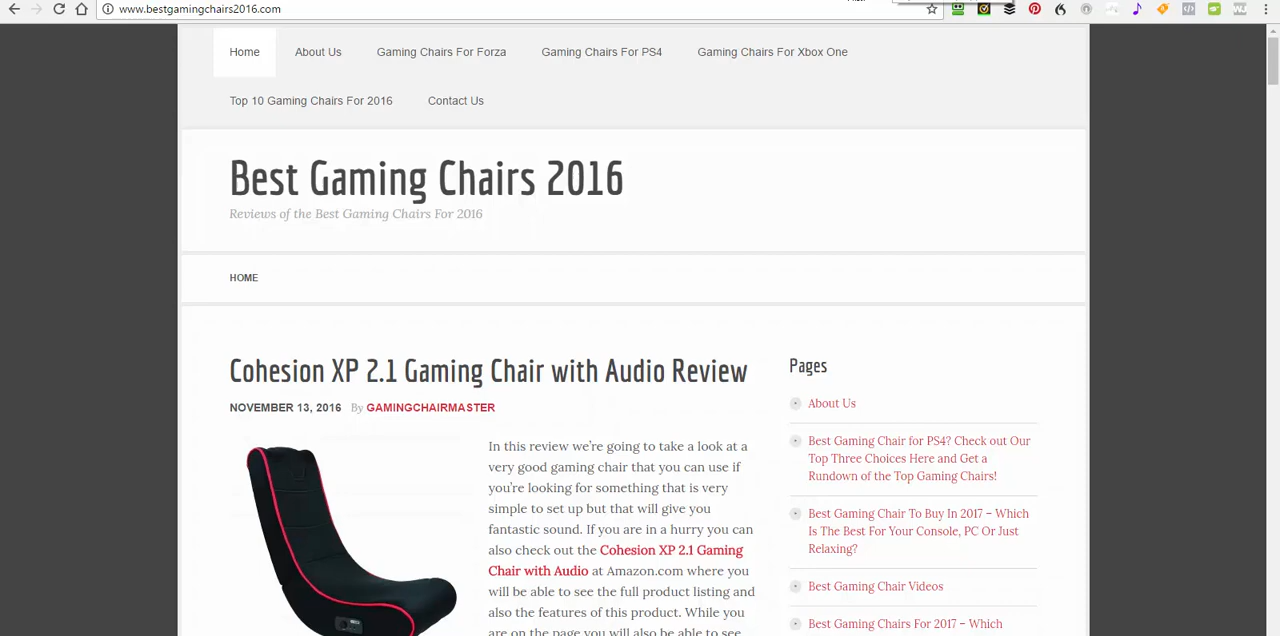 www.bestgamingchairs2016.com
Home About Us Gaming Chairs For Forza Gaming Chairs For PS4 Gaming Chairs For Xbox One
Top 10 Gaming Chairs For 2016 Contact Us
Best Gaming Chairs 2016
Reviews of the Best Gaming Chairs For 2016
HOME
Cohesion XP 2.1 Gaming Chair with Audio Review
NOVEMBER 13, 2016 By GAMINGCHAIRMASTER
In this review we're going to take a look at a
very good gaming chair that you can use if
you're looking for something that is very
simple to set up but that will give you
fantastic sound. If you are in a hurry you can
also check out the Cohesion XP 2.1 Gaming
Chair with Audio at Amazon.com where you
will be able to see the full product listing and
also the features of this product. While you
are on the page you will also be able to see
Pages
About Us
Best Gaming Chair for PS4? Check out Our
Top Three Choices Here and Get a
Rundown of the Top Gaming Chairs!
Best Gaming Chair To Buy In 2017 – Which
Is The Best For Your Console, PC Or Just
Relaxing?
Best Gaming Chair Videos
Best Gaming Chairs For 2017 – Which